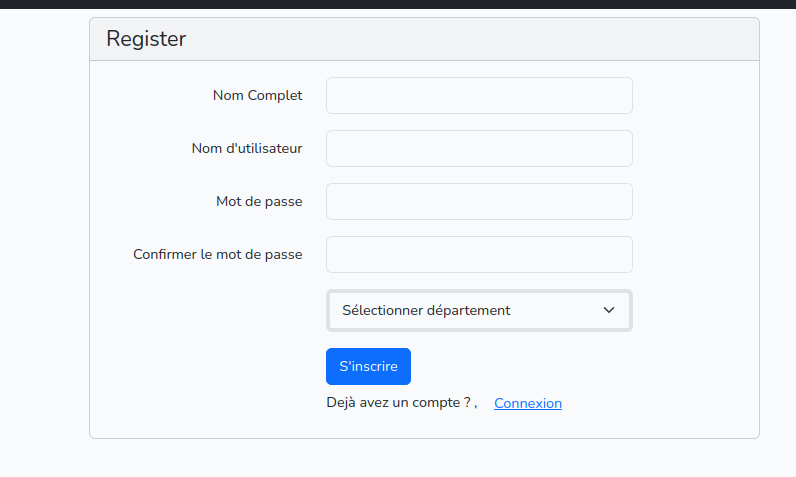 Register
Nom Complet
Nom d'utilisateur
Mot de passe
Confirmer le mot de passe
Sélectionner département
S'inscrire
Dejà avez un compte ? , Connexion